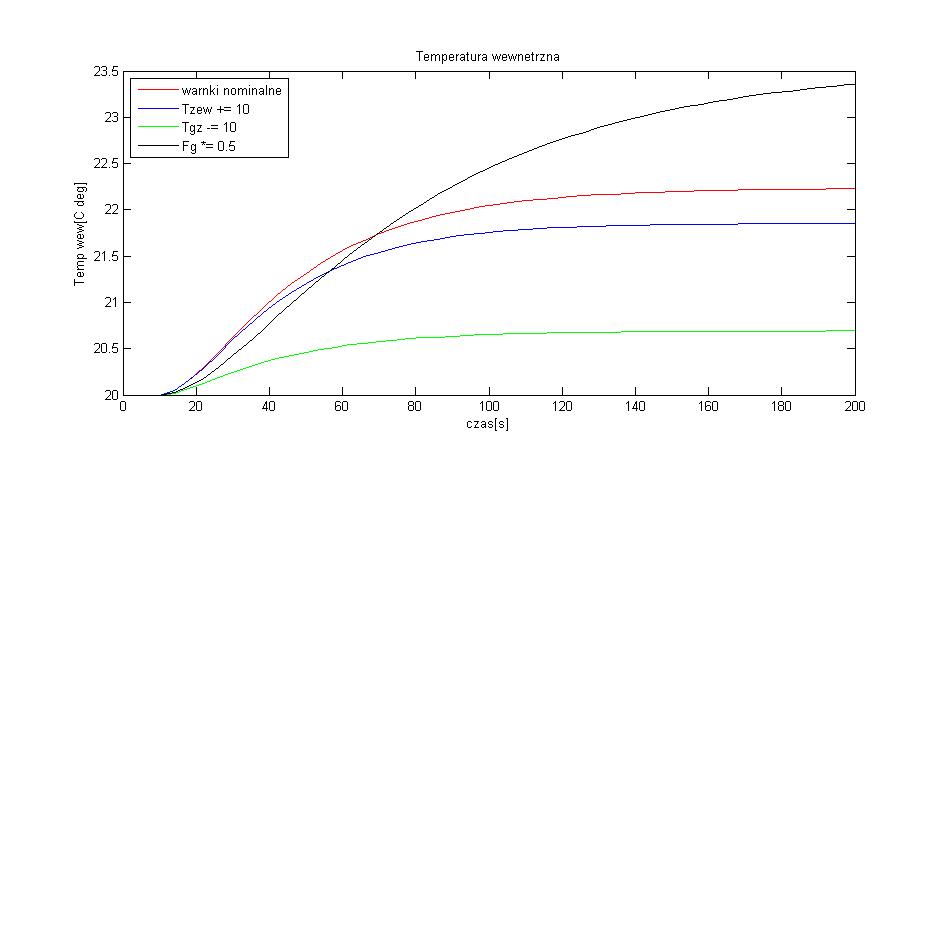 Temperatura wewnetrzna
warnki nominalne
Tzew += 10
Tgz -= 10
Fg *= 0.5
Temp wew[C deg]
23.5
23
22.5
22
21.5
21
20.5
20
0 20 40 60 80 100 120 140 160 180 200
czas[s]